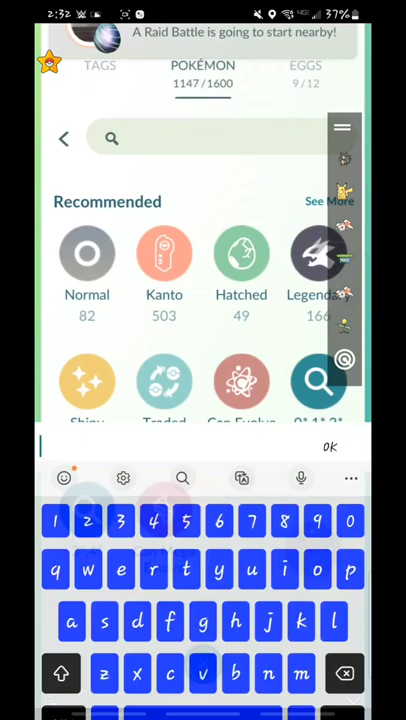 2:32
37%
A Raid Battle is going to start nearby!
TAGS
POKÉMON
EGGS
1147/1600
9/12
Recommended
See More
Normal
Kanto
Hatched
82
503
49
166
Traded
OK
1 2 3 4 5 6 7 8 9 0
q w e r t y u i o p
a s d f g h j k l
z x c v b n m